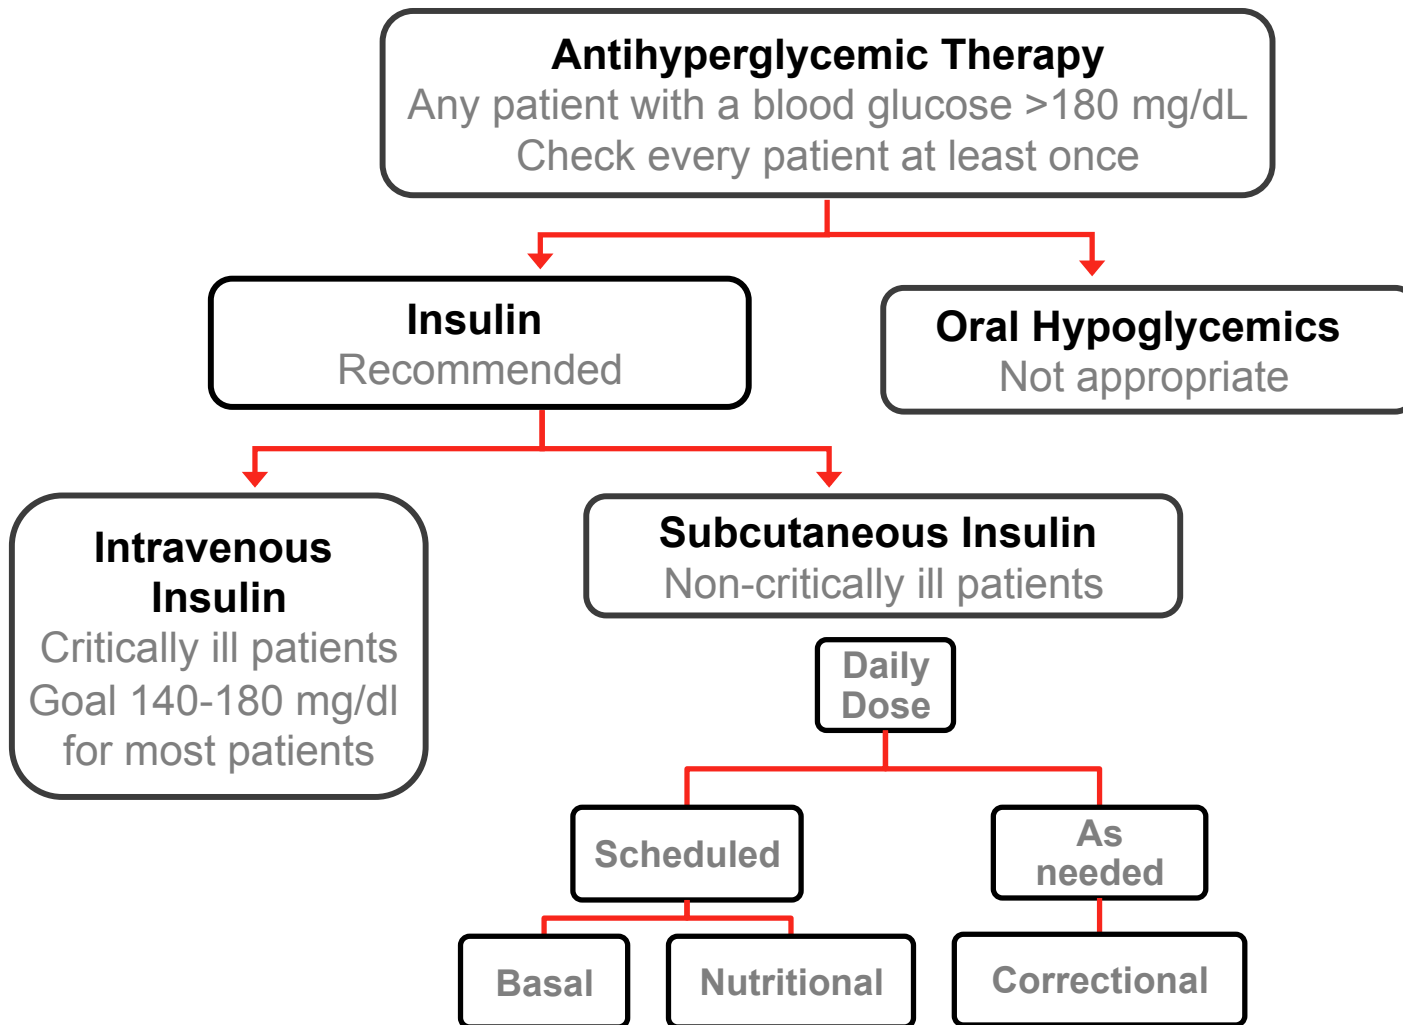 Antihyperglycemic Therapy
Any patient with a blood glucose >180 mg/dL
Check every patient at least once
Insulin
Recommended
Oral Hypoglycemics
Not appropriate
Intravenous
Insulin
Critically ill patients
Goal 140-180 mg/dl
for most patients
Subcutaneous Insulin
Non-critically ill patients
Daily
Dose
Scheduled
As
needed
Basal
Nutritional
Correctional